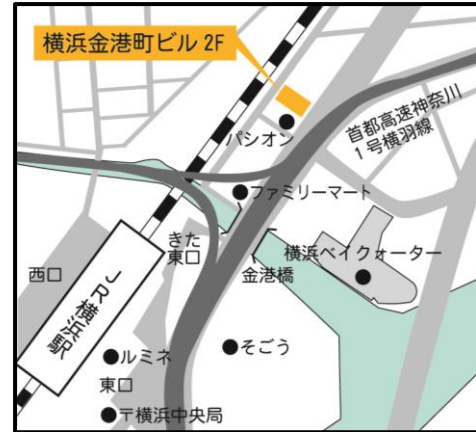 横浜金港町ビル 2F
パシオン
首都高速神奈川
1号横羽線
ファミリーマート
きた
東口
金港橋
横浜ベイクォーター
西口
JR横浜駅
ルミネ
そごう
東口
〒横浜中央局